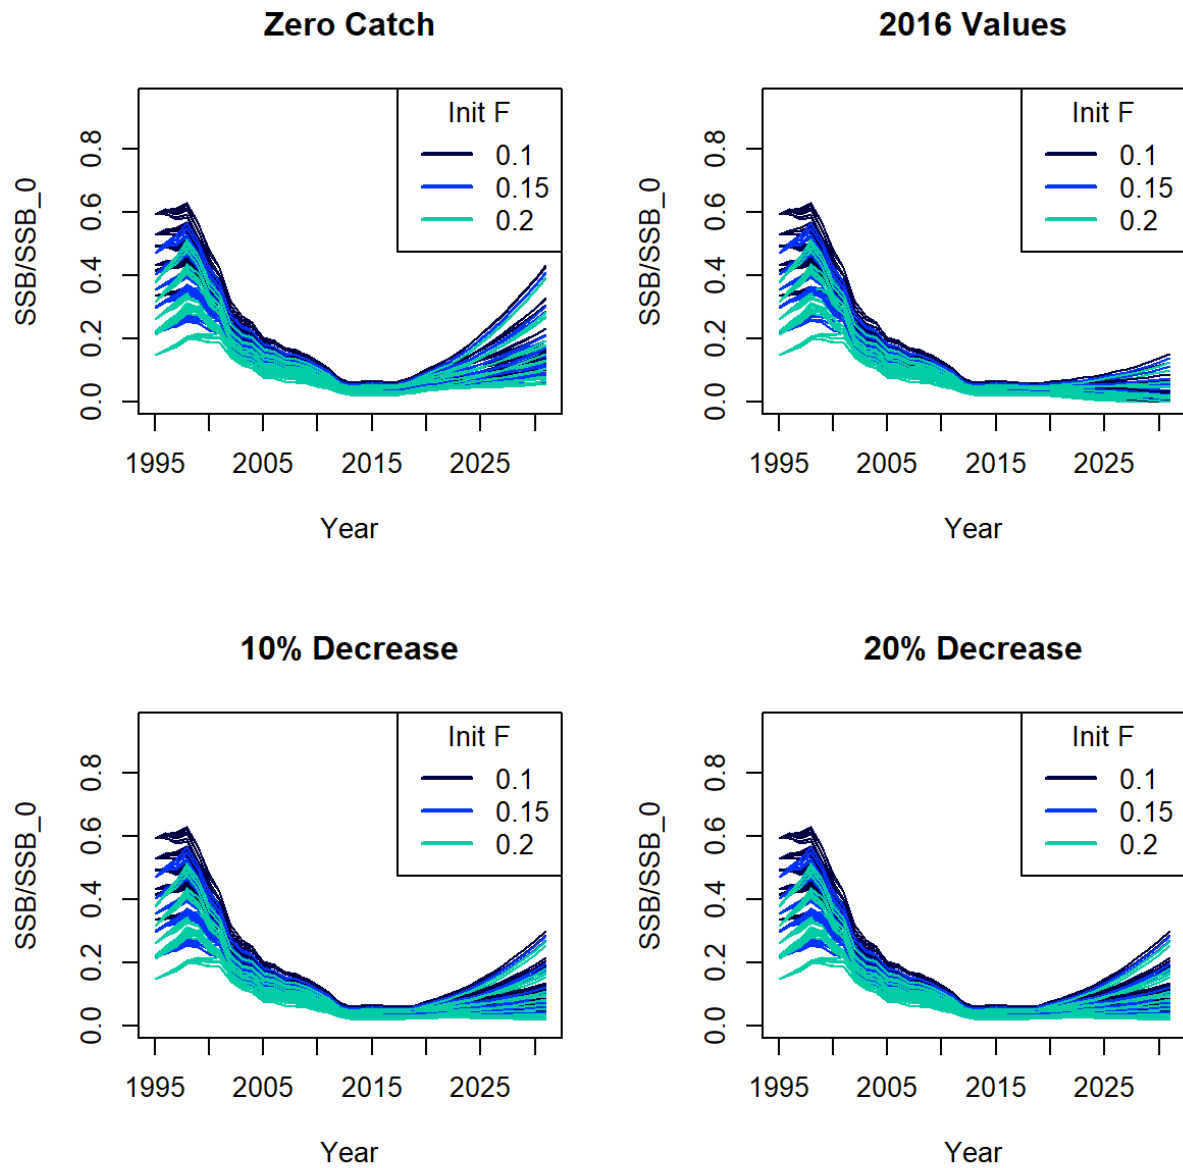 Zero Catch
SSB/SSB_0
0.0 0.2 0.4 0.6 0.8
Init F
0.1
0.15
0.2
1995 2005 2015 2025
Year
2016 Values
SSB/SSB_0
0.0 0.2 0.4 0.6 0.8
Init F
0.1
0.15
0.2
1995 2005 2015 2025
Year
10% Decrease
SSB/SSB_0
0.0 0.2 0.4 0.6 0.8
Init F
0.1
0.15
0.2
1995 2005 2015 2025
Year
20% Decrease
SSB/SSB_0
0.0 0.2 0.4 0.6 0.8
Init F
0.1
0.15
0.2
1995 2005 2015 2025
Year